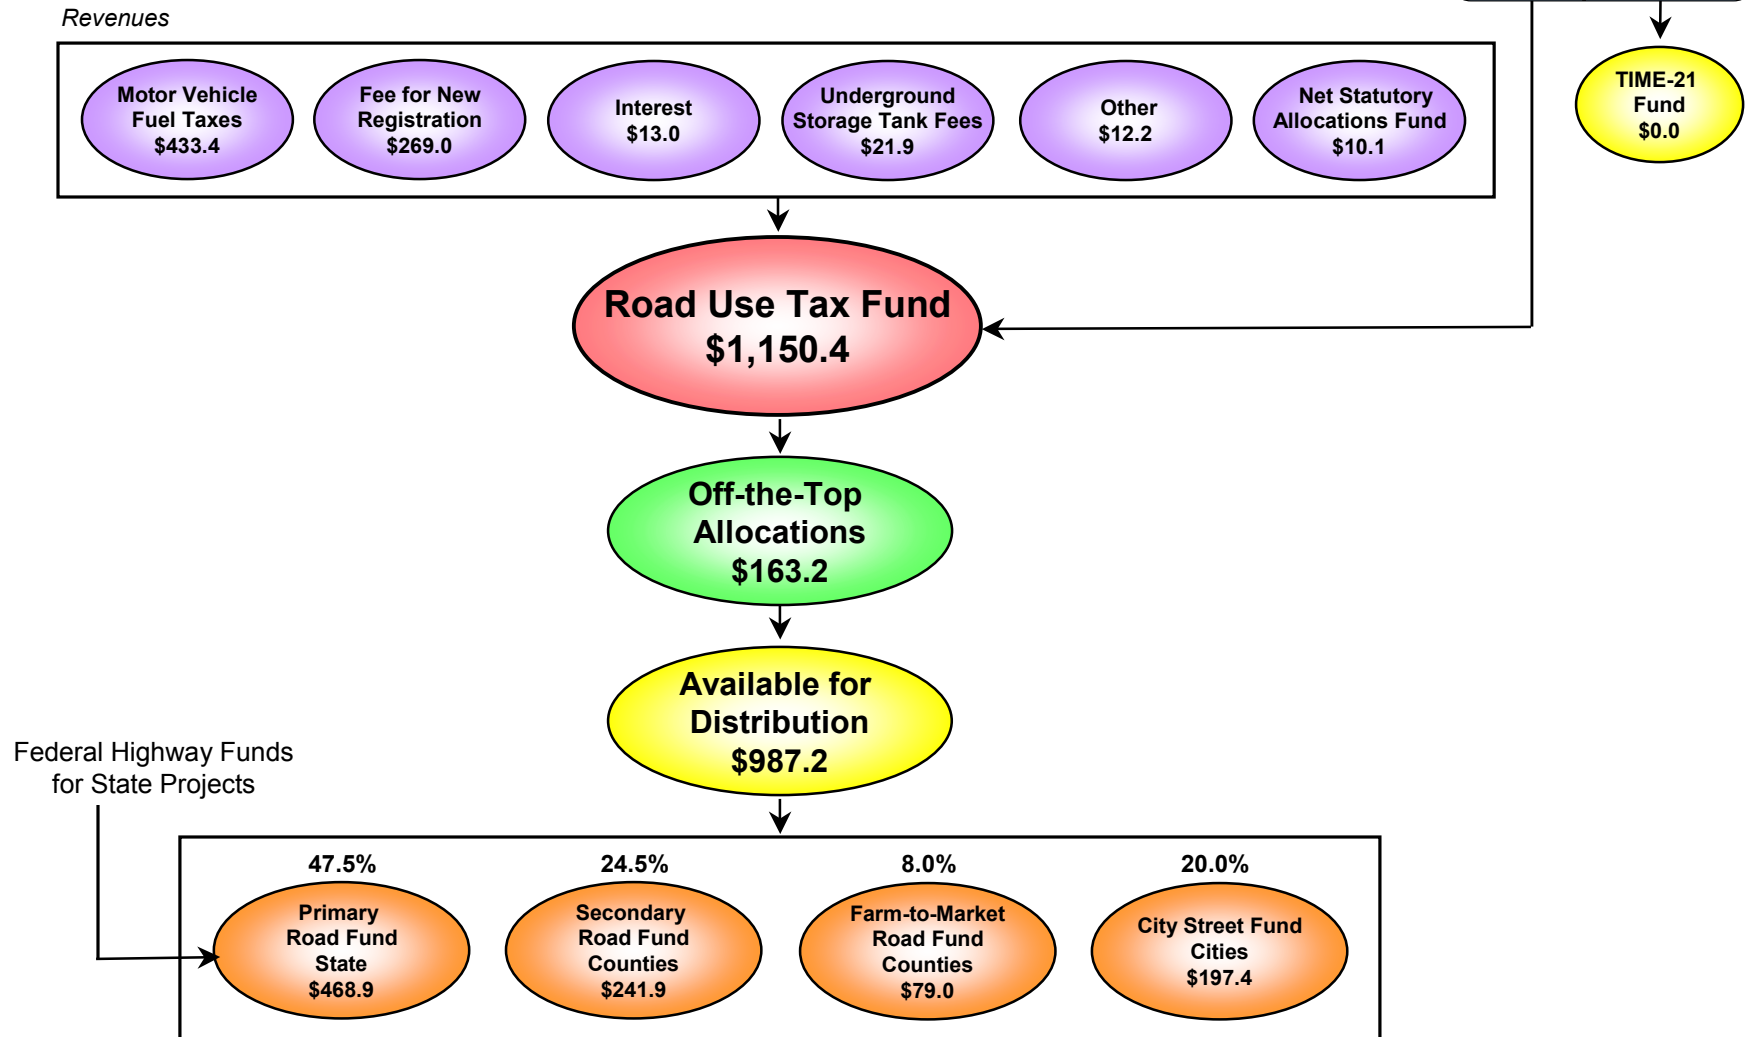 Revenues
Motor Vehicle
Fuel Taxes
$433.4
Fee for New
Registration
$269.0
Interest
$13.0
Underground
Storage Tank Fees
$21.9
Other
$12.2
Net Statutory
Allocations Fund
$10.1
TIME-21
Fund
$0.0
Road Use Tax Fund
$1,150.4
Off-the-Top
Allocations
$163.2
Available for
Distribution
$987.2
Federal Highway Funds
for State Projects
47.5%
Primary
Road Fund
State
$468.9
24.5%
Secondary
Road Fund
Counties
$241.9
8.0%
Farm-to-Market
Road Fund
Counties
$79.0
20.0%
City Street Fund
Cities
$197.4